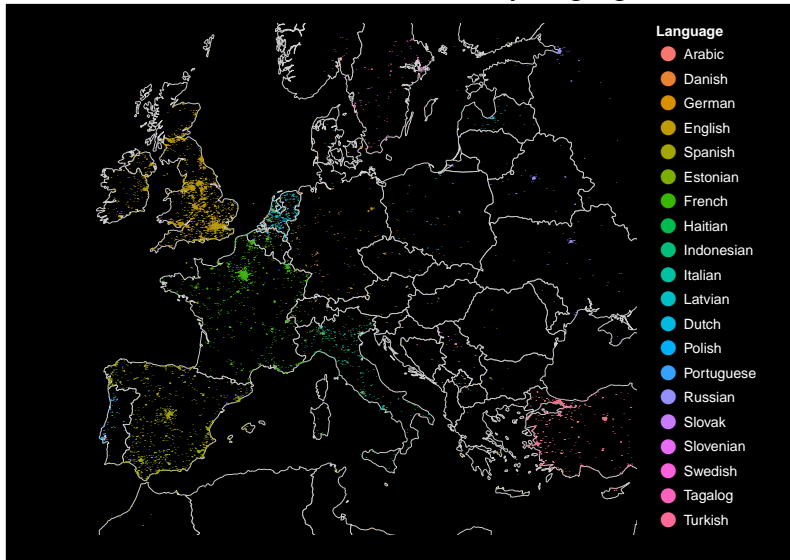 Language
Arabic
Danish
German
English
Spanish
Estonian
French
Haitian
Indonesian
Italian
Latvian
Dutch
Polish
Portuguese
Russian
Slovak
Slovenian
Swedish
Tagalog
Turkish